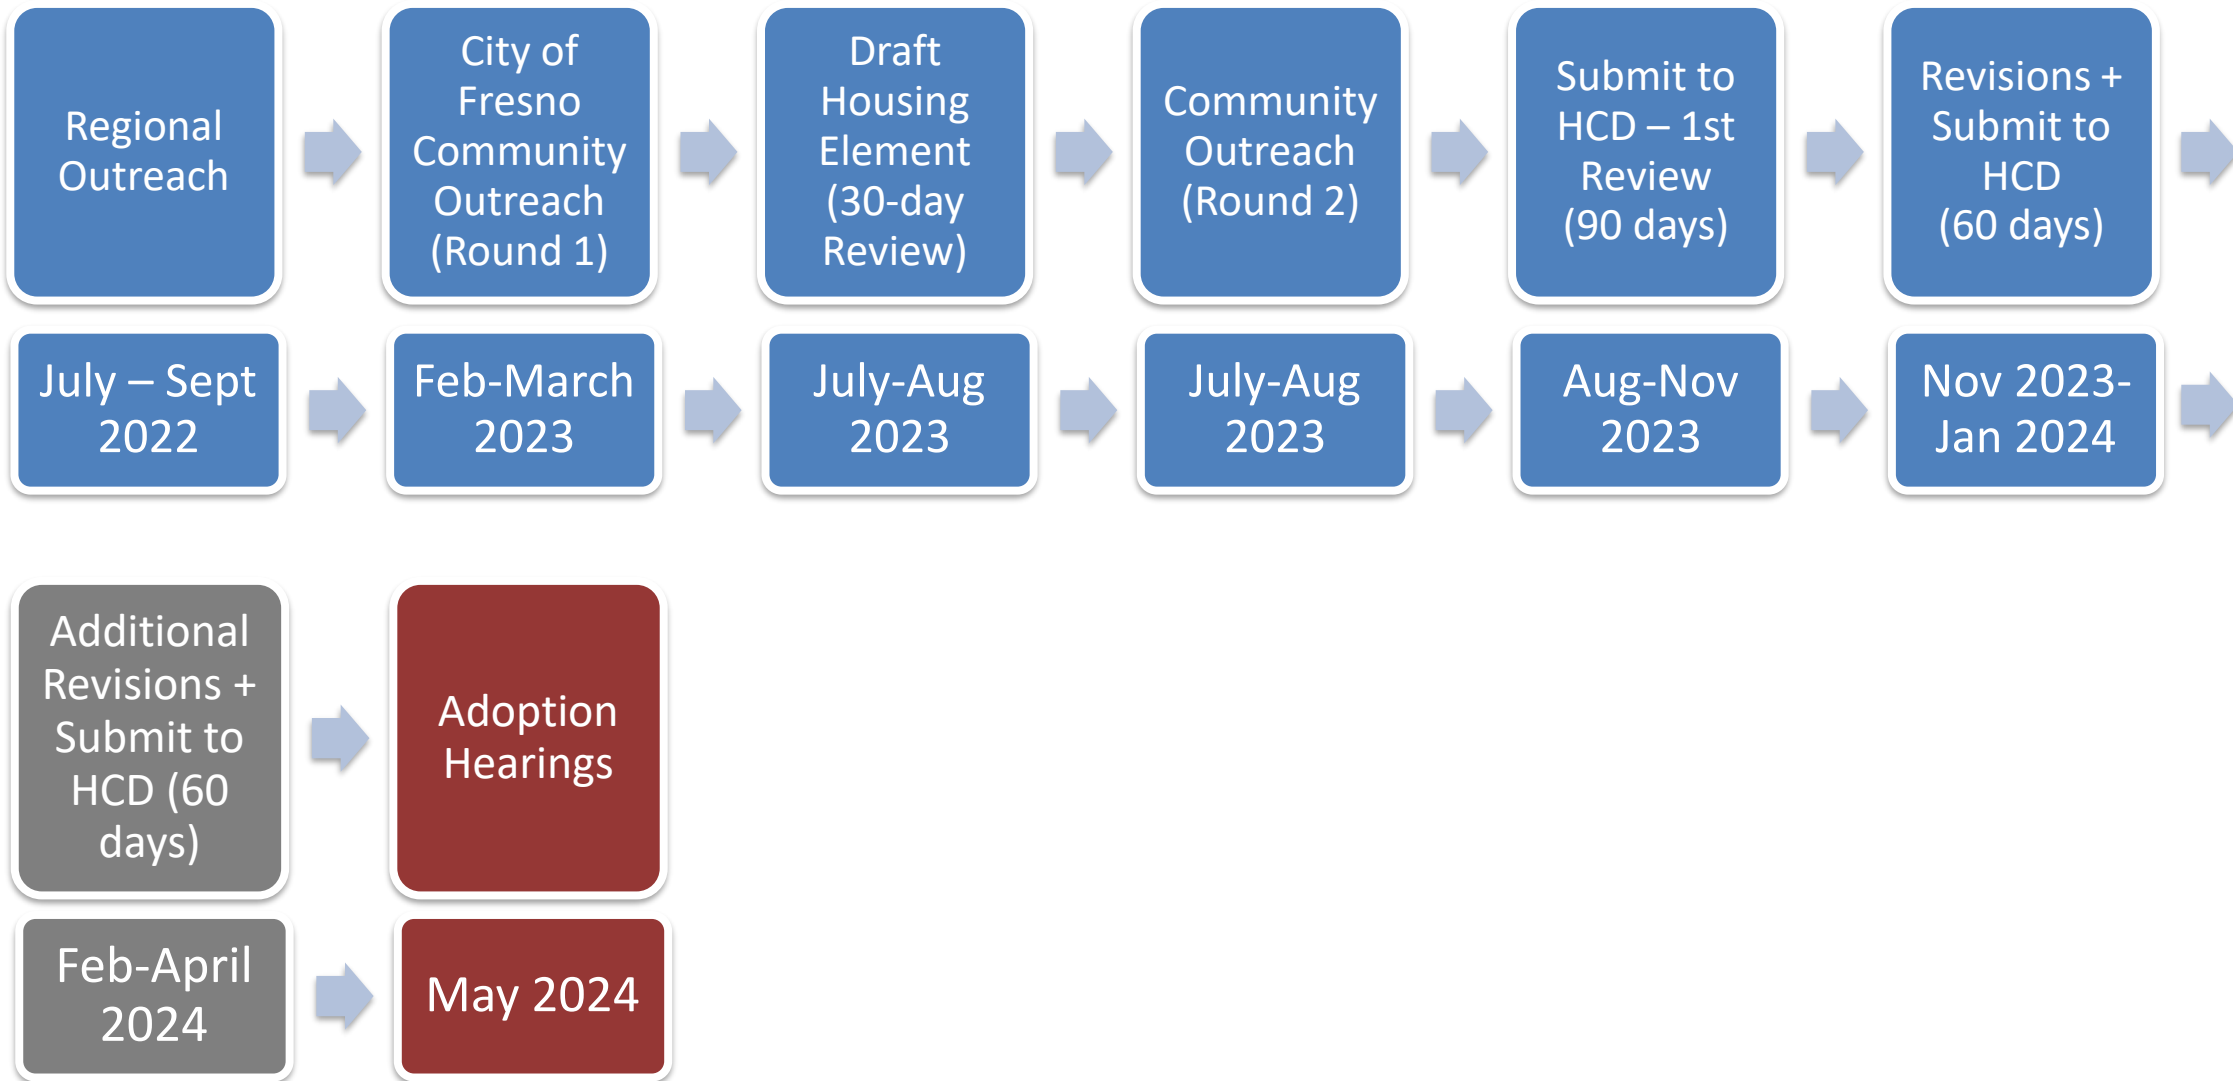 Regional
Outreach
City of
Fresno
Community
Outreach
(Round 1)
Draft
Housing
Element
(30-day
Review)
Community
Outreach
(Round 2)
Submit to
HCD – 1st
Review
(90 days)
Revisions +
Submit to
HCD
(60 days)
July – Sept
2022
Feb-March
2023
July-Aug
2023
July-Aug
2023
Aug-Nov
2023
Nov 2023-
Jan 2024
Additional
Revisions +
Submit to
HCD (60
days)
Adoption
Hearings
Feb-April
2024
May 2024